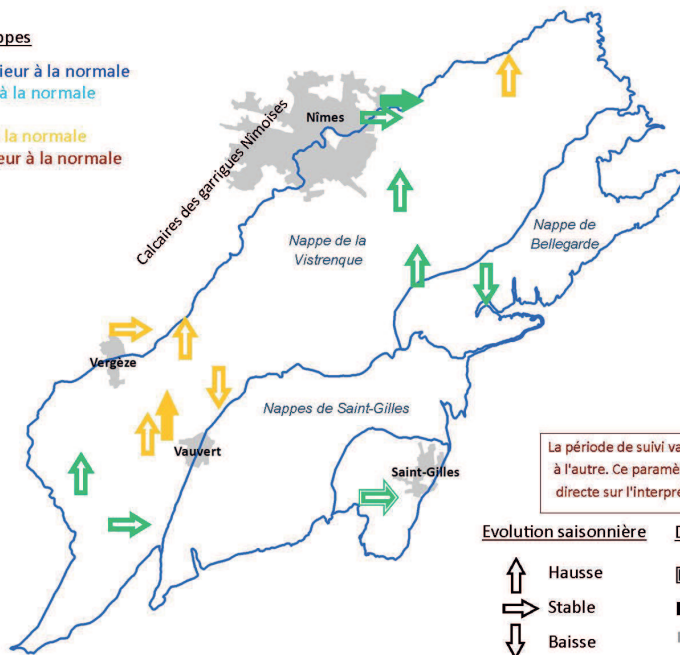 ppes
ieur à la normale
à la normale
la normale
eur à la normale
Nîmes
Calcaires des garrigues Nîmoises
Nappe de la
Vistrenque
Nappe de
Bellegarde
Vergèze
Nappes de Saint-Gilles
Vauvert
Saint-Gilles
La période de suivi va
à l'autre. Ce paramè
directe sur l'interpré
Evolution saisonnière
D
Hausse
Stable
Baisse